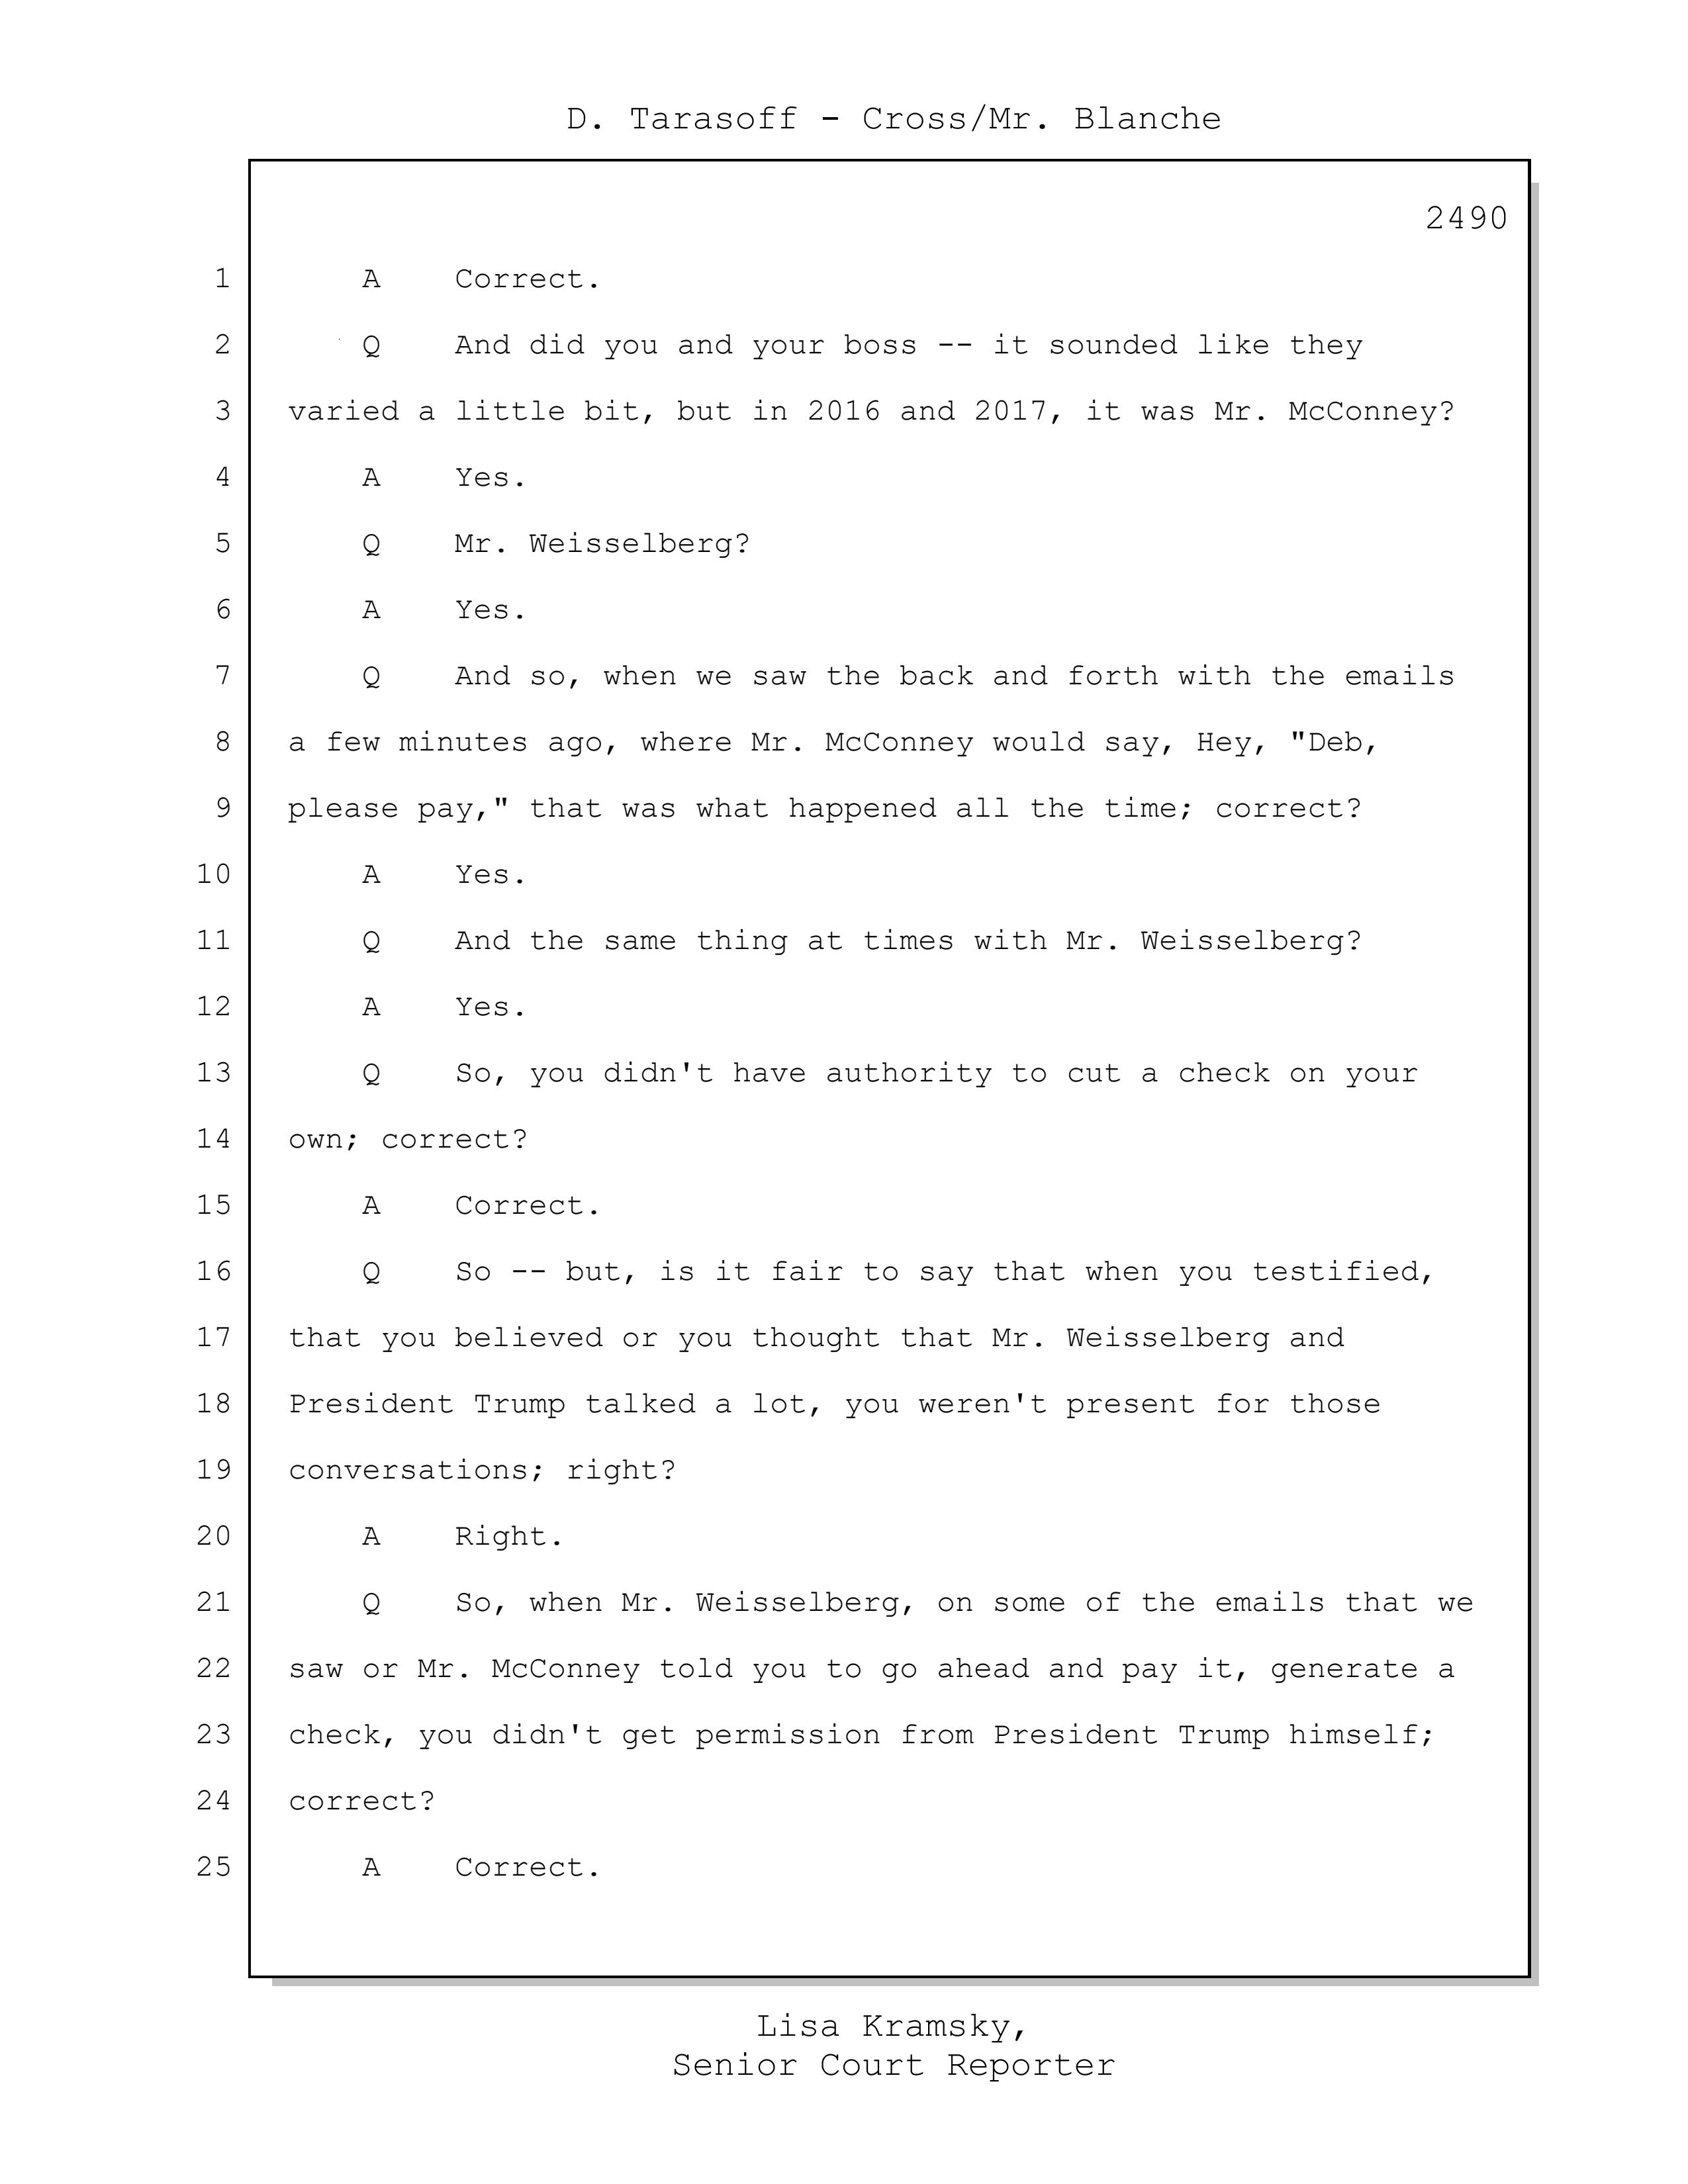 D. Tarasoff - Cross/Mr. Blanche
2490
1 A Correct.
2 Q And did you and your boss -- it sounded like they
3 varied a little bit, but in 2016 and 2017, it was Mr. McConney?
4 A Yes.
5 Q Mr. Weisselberg?
6 A Yes.
7 Q And so, when we saw the back and forth with the emails
8 a few minutes ago, where Mr. McConney would say, Hey, "Deb,
9 please pay," that was what happened all the time; correct?
10 A Yes.
11 Q And the same thing at times with Mr. Weisselberg?
12 A Yes.
13 Q So, you didn't have authority to cut a check on your
14 own; correct?
15 A Correct.
16 Q So -- but, is it fair to say that when you testified,
17 that you believed or you thought that Mr. Weisselberg and
18 President Trump talked a lot, you weren't present for those
19 conversations; right?
20 A Right.
21 Q So, when Mr. Weisselberg, on some of the emails that we
22 saw or Mr. McConney told you to go ahead and pay it, generate a
23 check, you didn't get permission from President Trump himself;
24 correct?
25 A Correct.
Lisa Kramsky,
Senior Court Reporter